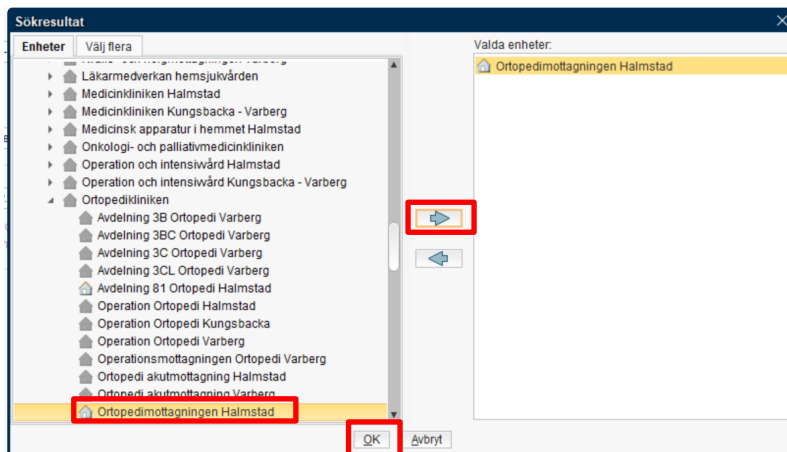 Sökresultat
Enheter
Välj flera
Läkarmedverkan hemsjukvården
Medicinkliniken Halmstad
Medicinkliniken Kungsbacka - Varberg
Medicinsk apparatur i hemmet Halmstad
Onkologi- och palliativmedicinkliniken
Operation och intensivvård Halmstad
Operation och intensivvård Kungsbacka - Varberg
Ortopedikliniken
Avdelning 3B Ortopedi Varberg
Avdelning 3BC Ortopedi Varberg
Avdelning 3C Ortopedi Varberg
Avdelning 3CL Ortopedi Varberg
Avdelning 81 Ortopedi Halmstad
Operation Ortopedi Halmstad
Operation Ortopedi Kungsbacka
Operation Ortopedi Varberg
Operationsmottagningen Ortopedi Varberg
Ortopedi akutmottagning Halmstad
Ortopedi akutmottagning Varberg
Ortopedimottagningen Halmstad
Valda enheter:
Ortopedimottagningen Halmstad
OK
Avbryt